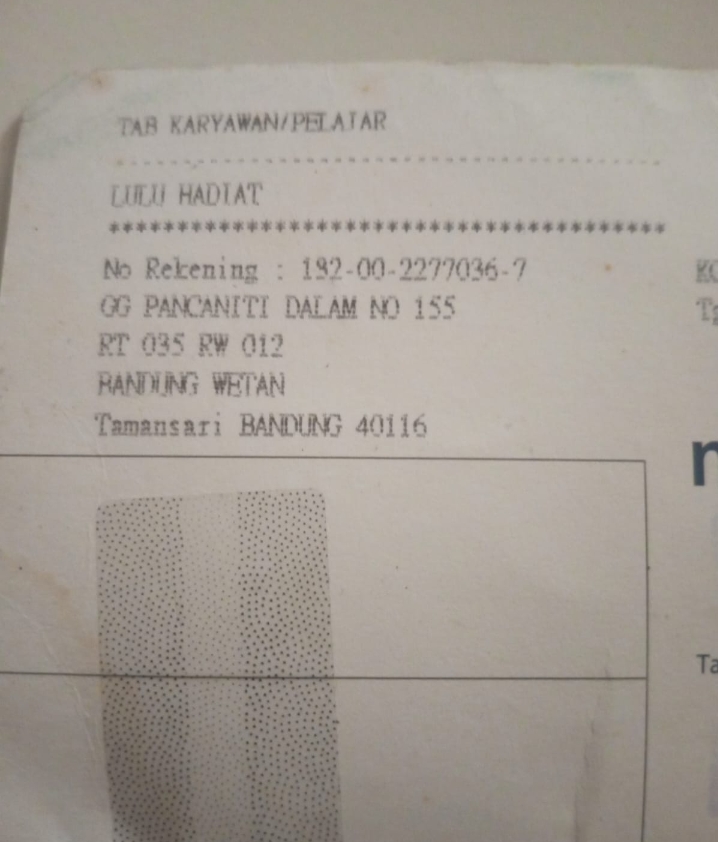 TAB KARYAWAN/PELAJAR
LULU HADIAT
****************************************
No Rekening : 132-00-2277036-7
GG PANCANITI DALAM NO 155
RT 035 RW 012
BANDUNG WETAN
Tamansari BANDUNG 40116
Ta